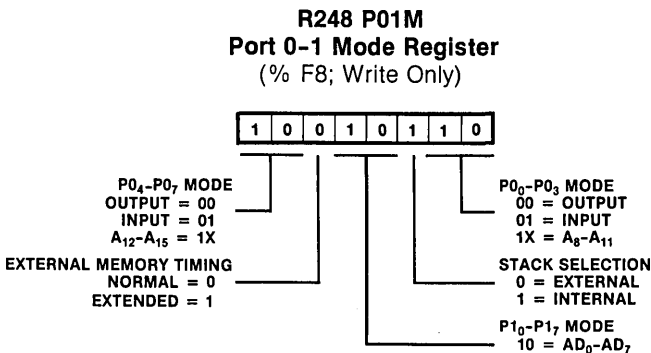 R248 P01M
Port 0-1 Mode Register
(% F8; Write Only)
1 0 0 1 0 1 1 0
P0₄-P0₇ MODE
OUTPUT = 00
INPUT = 01
A₁₂-A₁₅ = 1X
EXTERNAL MEMORY TIMING
NORMAL = 0
EXTENDED = 1
P0₀-P0₃ MODE
00 = OUTPUT
01 = INPUT
1X = A₈-A₁₁
STACK SELECTION
0 = EXTERNAL
1 = INTERNAL
P1₀-P1₇ MODE
10 = AD₀-AD₇